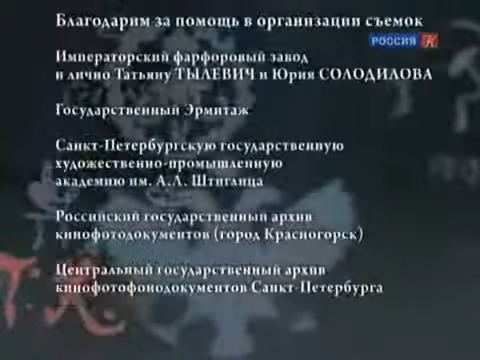 Благодарим за помощь в организации съемок
РОССИЯ К
Императорский фарфоровый завод
и лично Татьяну ТЫЛЕВИЧ и Юрия СОЛОДИЛОВА
Государственный Эрмитаж
Санкт-Петербургскую государственную
художественно-промышленную
академию им. А.Л. Штиглица
Российский государственный архив
кинофотодокументов (город Красногорск)
Центральный государственный архив
кинофотофонодокументов Санкт-Петербурга